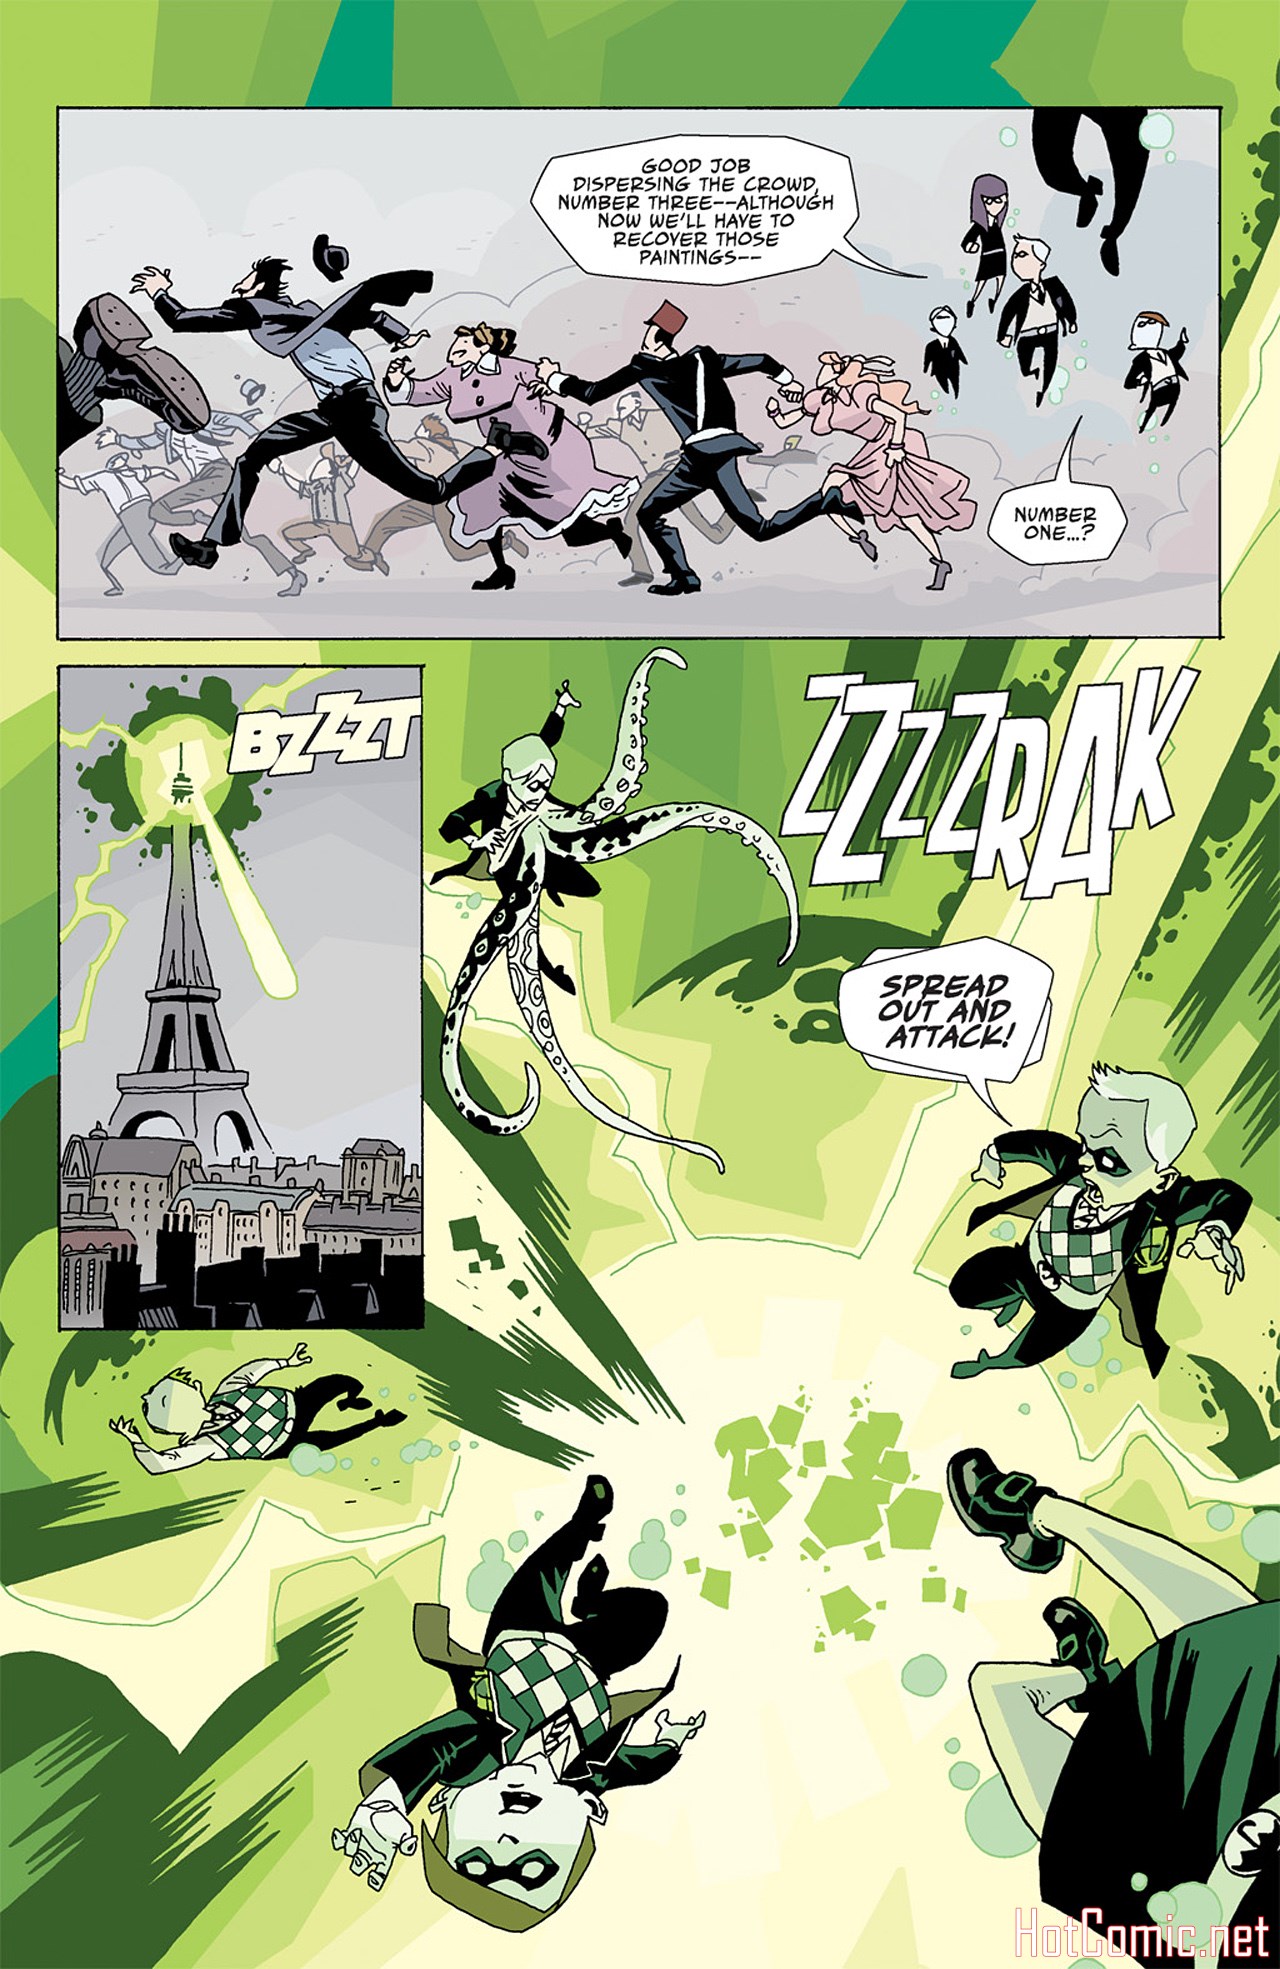 GOOD JOB
DISPERSING THE CROWD,
NUMBER THREE--ALTHOUGH
NOW WE'LL HAVE TO
RECOVER THOSE
PAINTINGS--
NUMBER
ONE...?
BZZZT
ZZZZZRAK
SPREAD
OUT AND
ATTACK!
HotComic.net